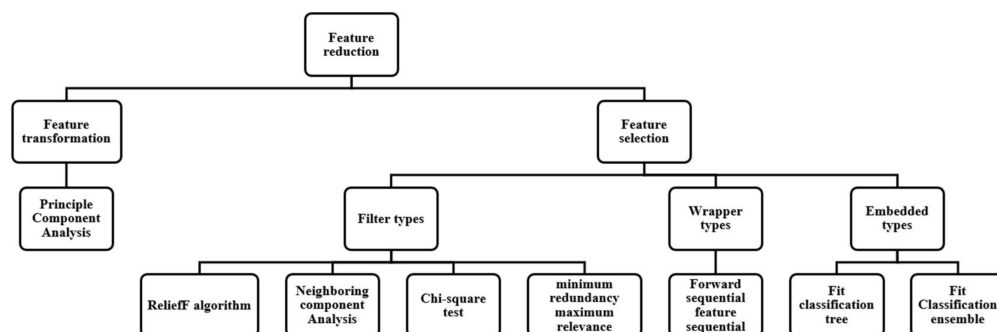 Feature
reduction
Feature
transformation
Feature
selection
Principle
Component
Analysis
Filter types
Wrapper
types
Embedded
types
ReliefF algorithm
Neighboring
component
Analysis
Chi-square
test
minimum
redundancy
maximum
relevance
Forward
sequential
feature
sequential
Fit
classification
tree
Fit
Classification
ensemble